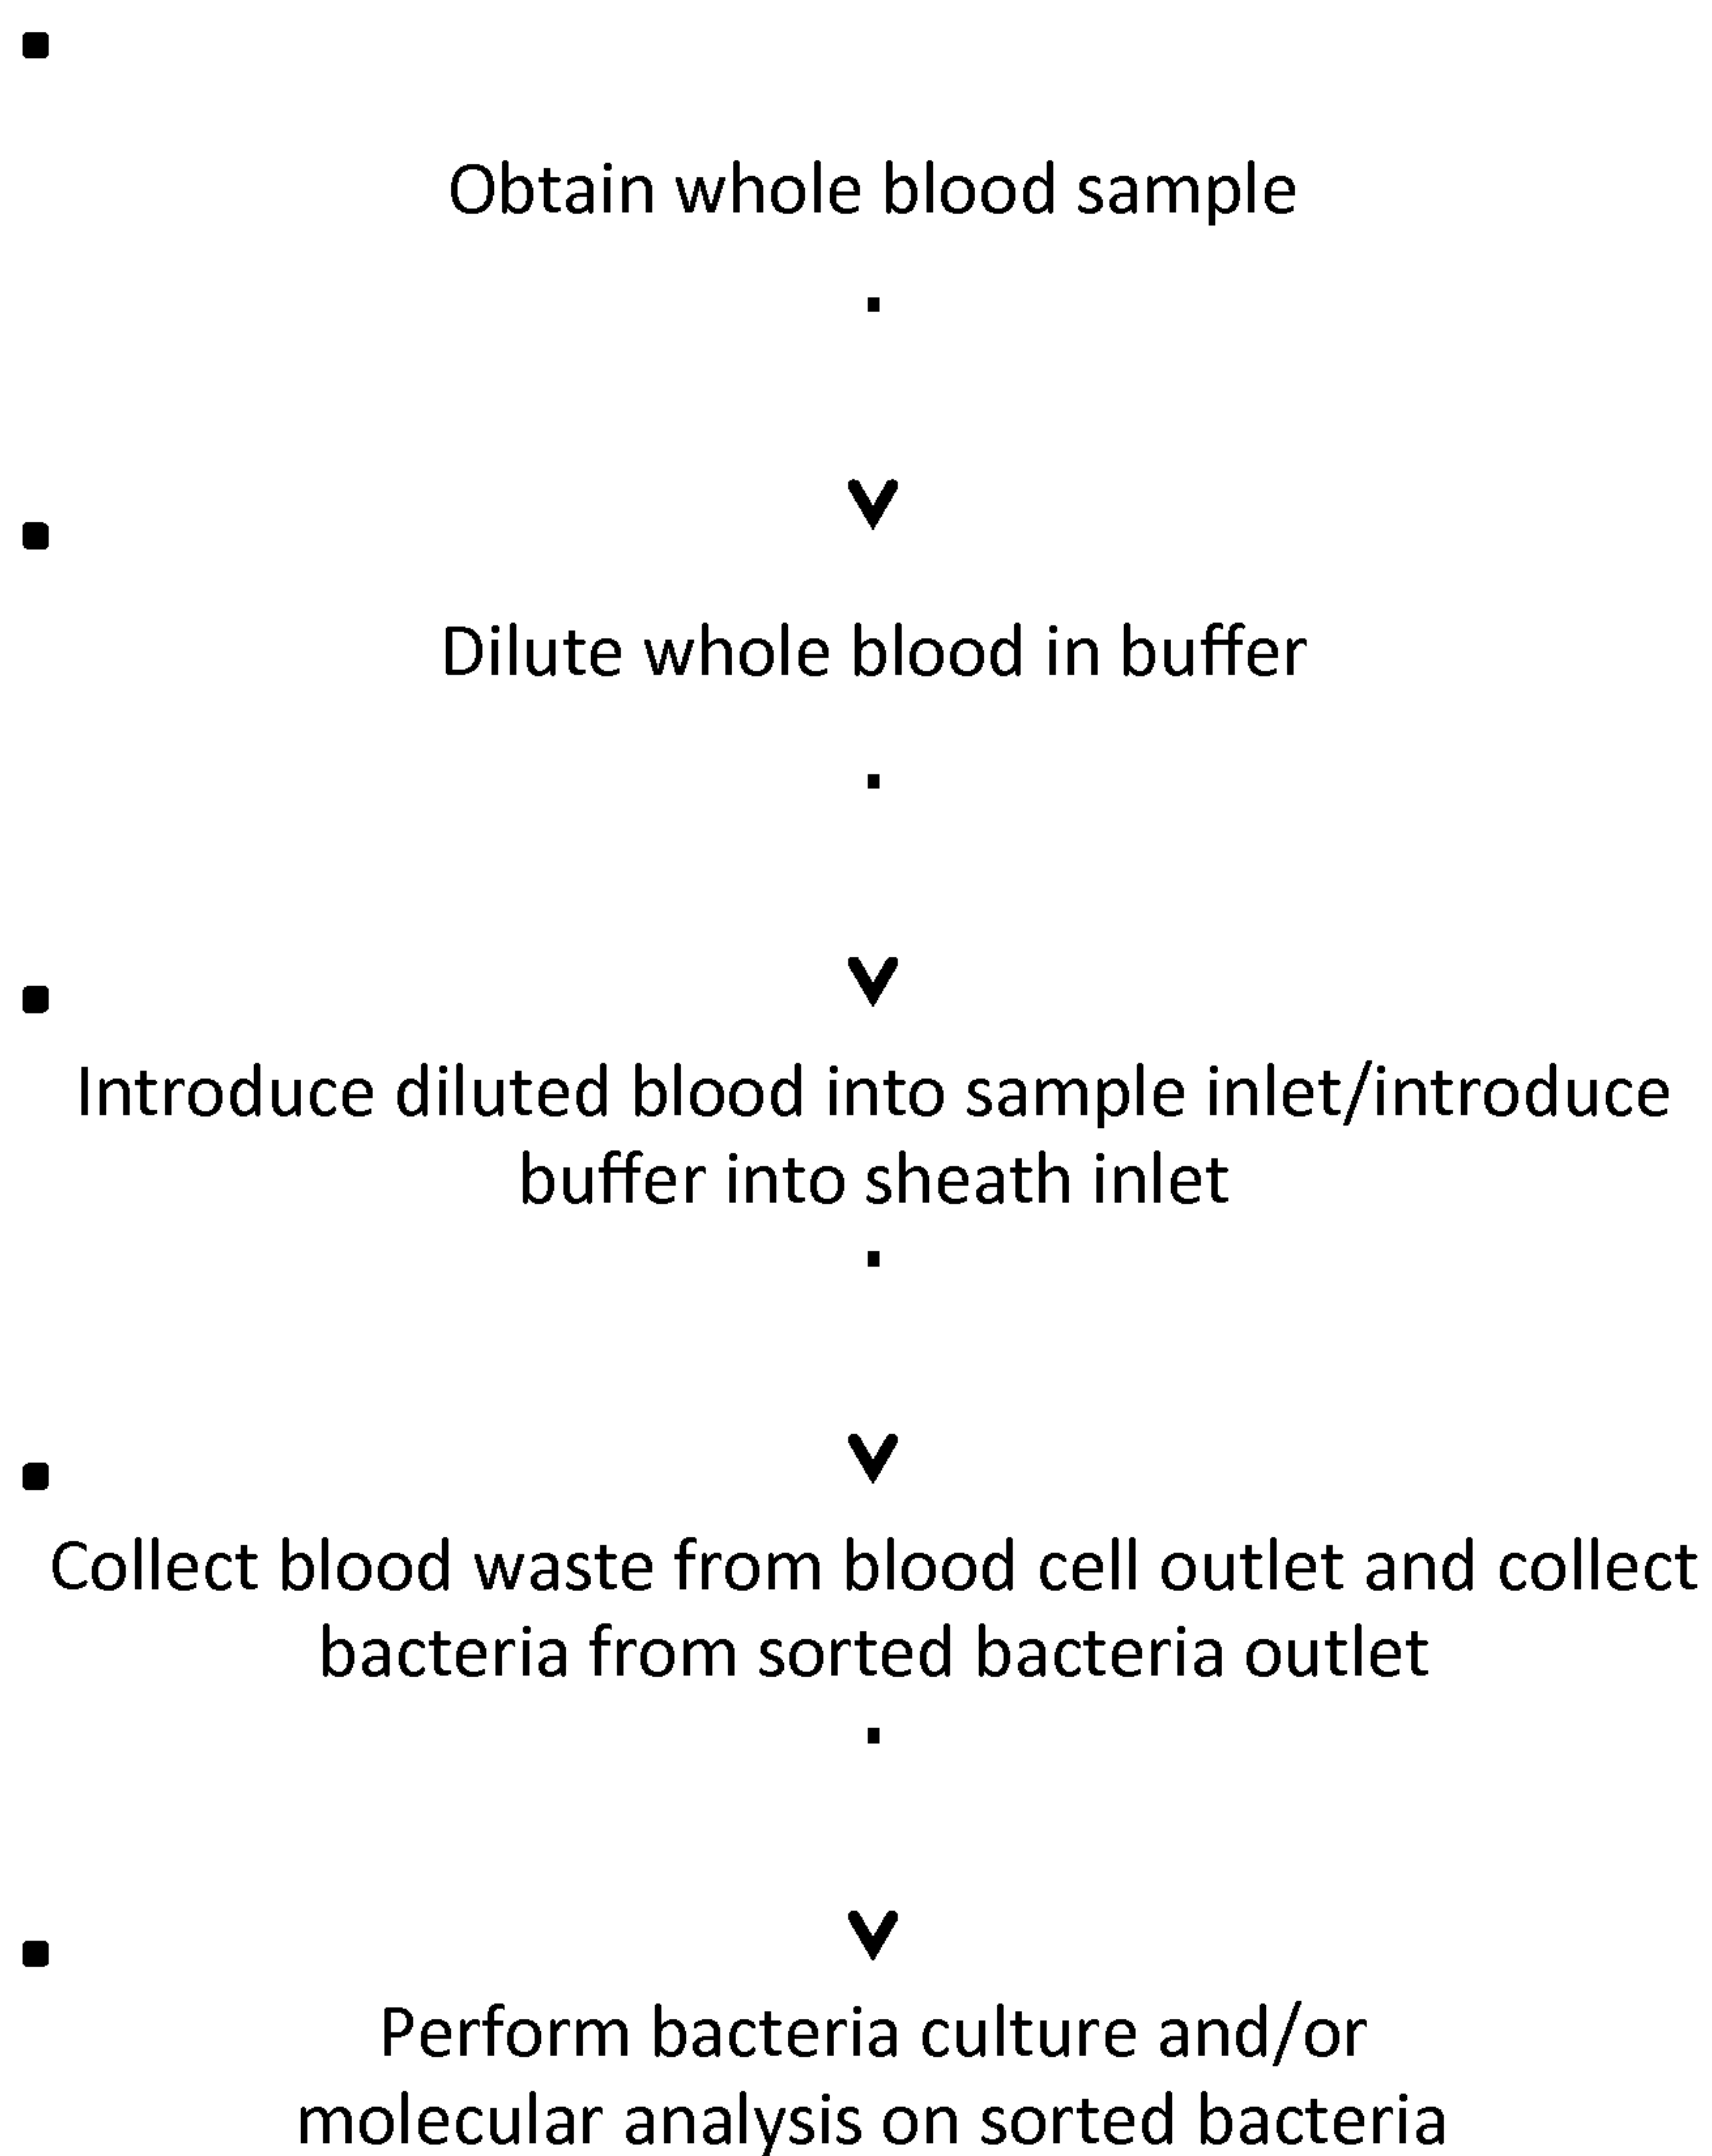 Obtain whole blood sample
Dilute whole blood in buffer
Introduce diluted blood into sample inlet/introduce
buffer into sheath inlet
Collect blood waste from blood cell outlet and collect
bacteria from sorted bacteria outlet
Perform bacteria culture and/or
molecular analysis on sorted bacteria